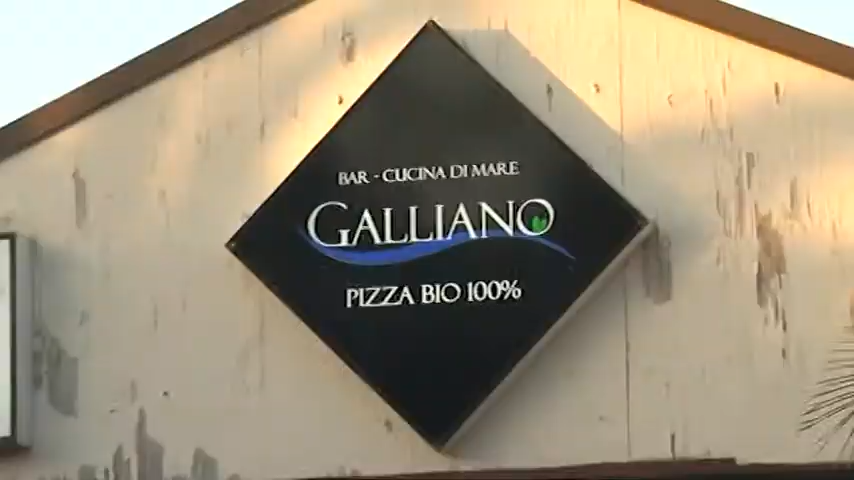 BAR - CUCINA DI MARE
GALLIANO
PIZZA BIO 100%